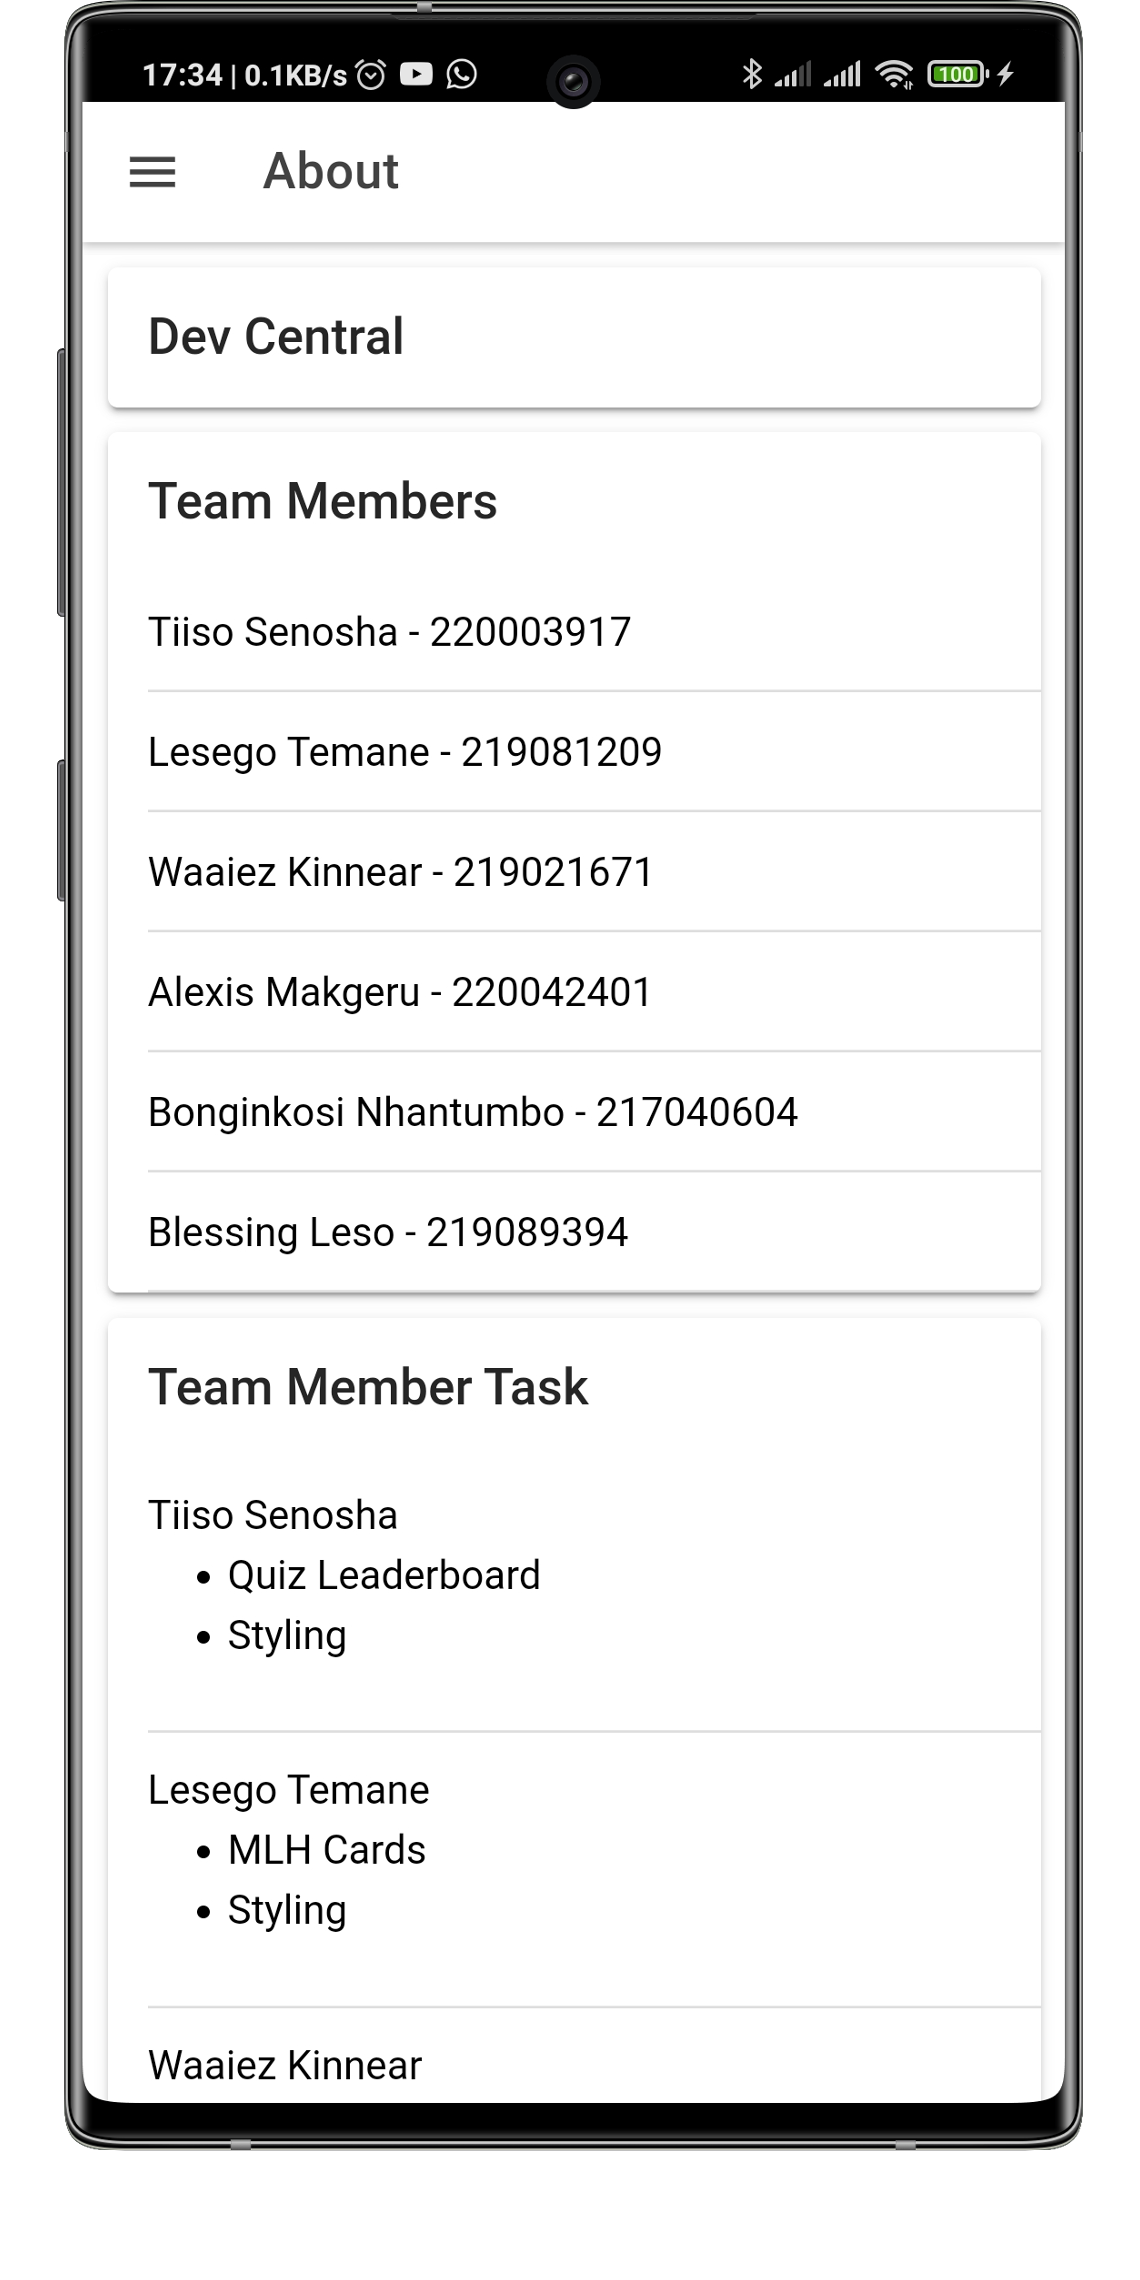 17:34 | 0.1KB/s 100
About
Dev Central
Team Members
Tiiso Senosha - 220003917
Lesego Temane - 219081209
Waaiez Kinnear - 219021671
Alexis Makgeru - 220042401
Bonginkosi Nhantumbo - 217040604
Blessing Leso - 219089394
Team Member Task
Tiiso Senosha
• Quiz Leaderboard
• Styling
Lesego Temane
• MLH Cards
• Styling
Waaiez Kinnear